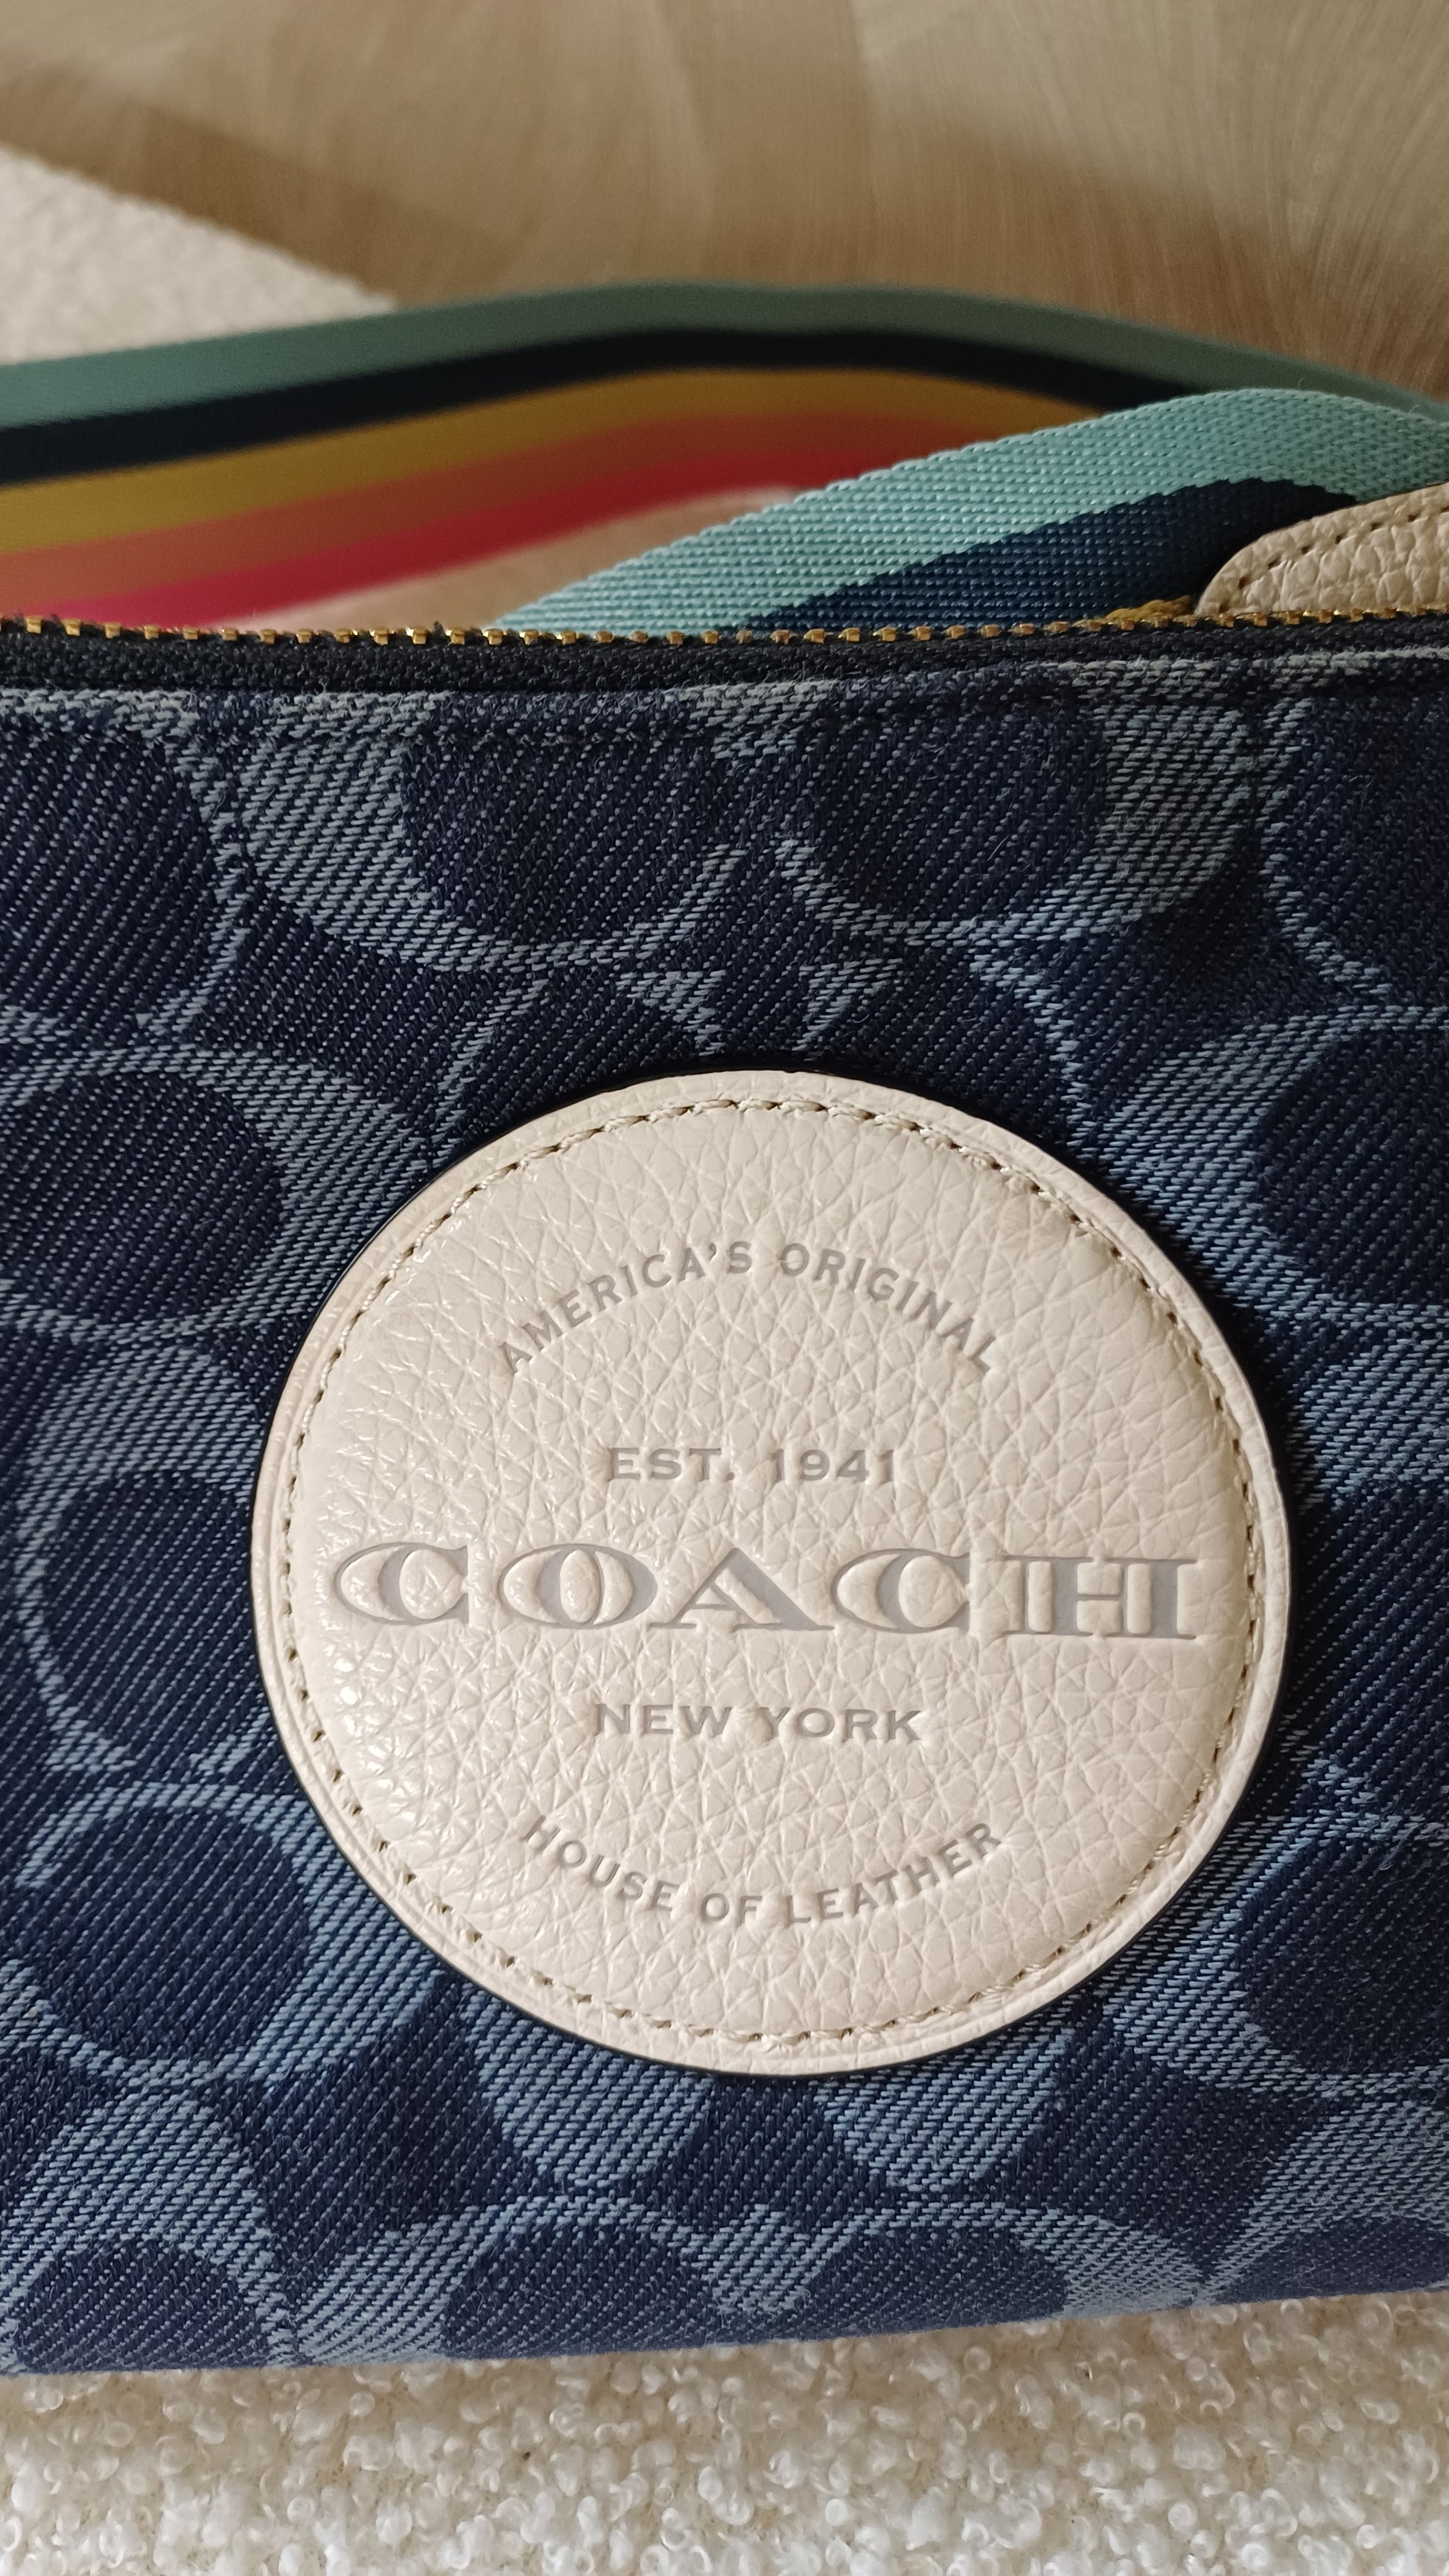 AMERICA'S ORIGINAL
EST. 1941
COACH
NEW YORK
HOUSE OF LEATHER